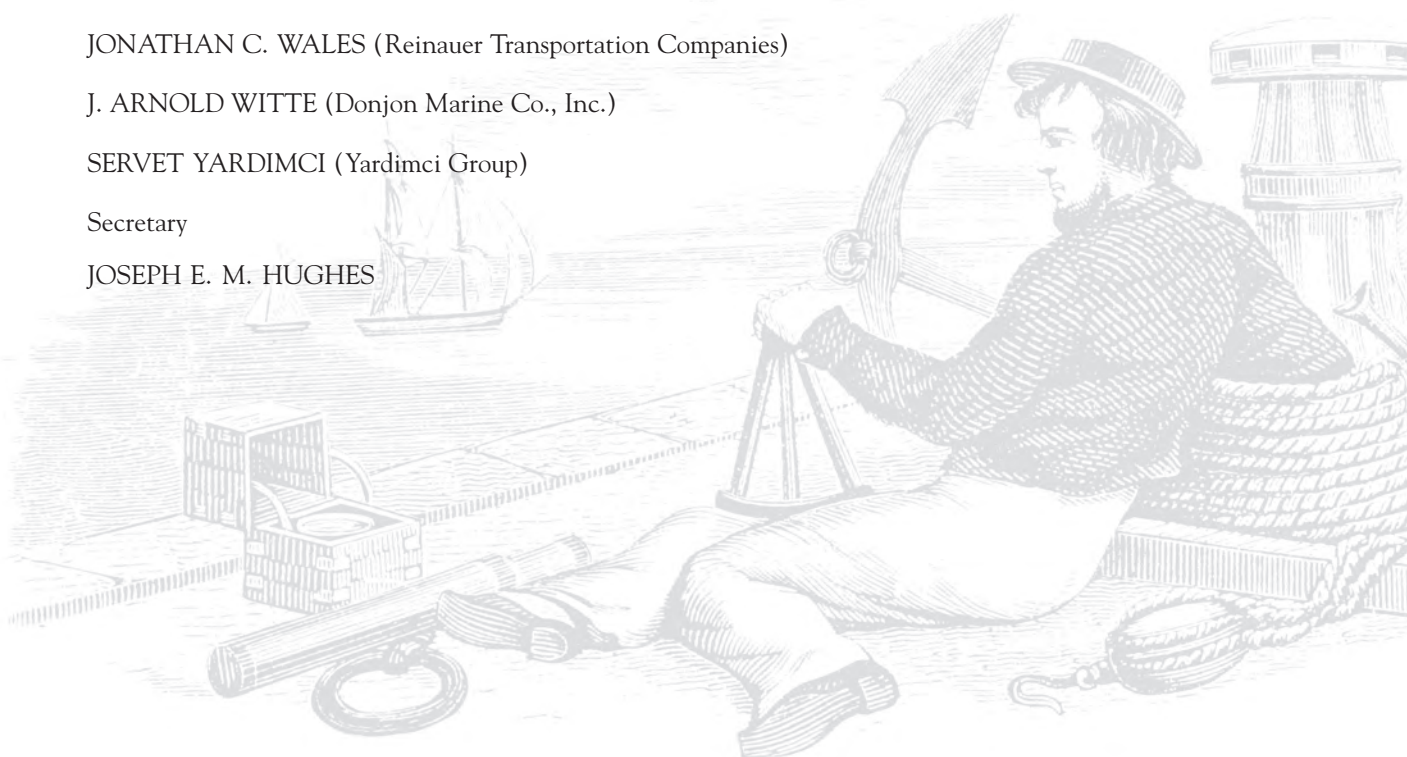 JONATHAN C. WALES (Reinauer Transportation Companies)
J. ARNOLD WITTE (Donjon Marine Co., Inc.)
SERVET YARDIMCI (Yardimci Group)
Secretary
JOSEPH E. M. HUGHES